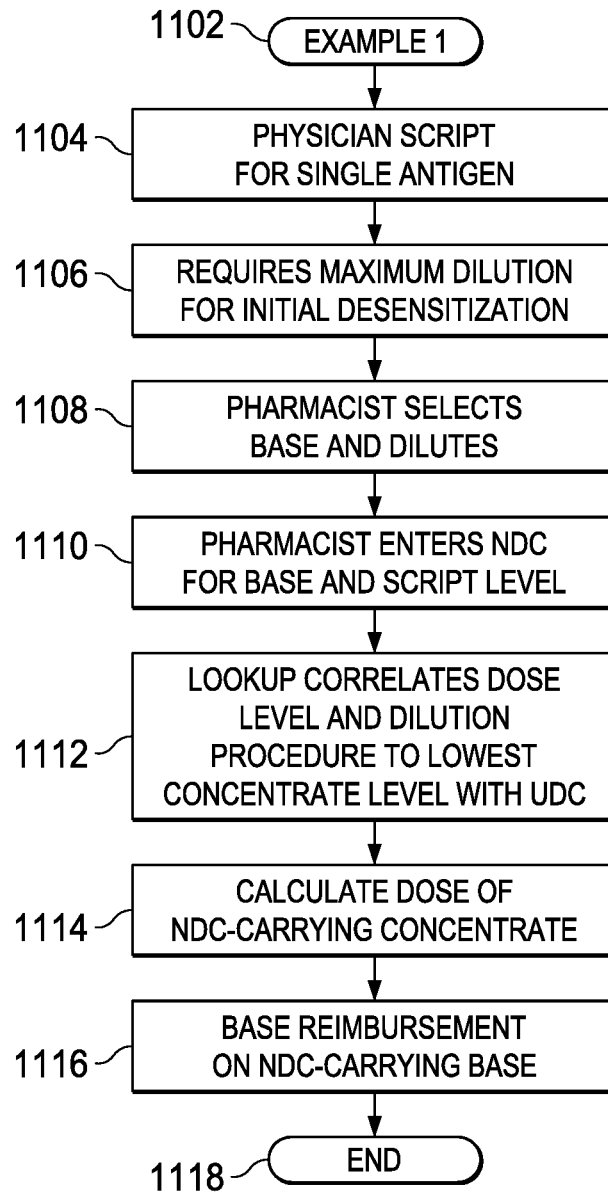 1102
EXAMPLE 1
1104
PHYSICIAN SCRIPT
FOR SINGLE ANTIGEN
1106
REQUIRES MAXIMUM DILUTION
FOR INITIAL DESENSITIZATION
1108
PHARMACIST SELECTS
BASE AND DILUTES
1110
PHARMACIST ENTERS NDC
FOR BASE AND SCRIPT LEVEL
1112
LOOKUP CORRELATES DOSE
LEVEL AND DILUTION
PROCEDURE TO LOWEST
CONCENTRATE LEVEL WITH UDC
1114
CALCULATE DOSE OF
NDC-CARRYING CONCENTRATE
1116
BASE REIMBURSEMENT
ON NDC-CARRYING BASE
1118
END